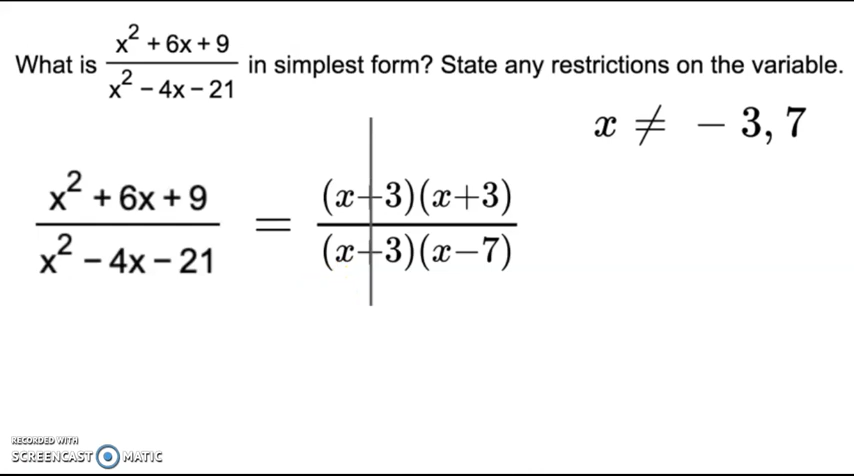 What is x² + 6x + 9 / x² − 4x − 21 in simplest form? State any restrictions on the variable.
x ≠ − 3, 7
x² + 6x + 9 / x² − 4x − 21 = (x+3)(x+3) / (x+3)(x−7)
RECORDED WITH
SCREENCAST MATIC